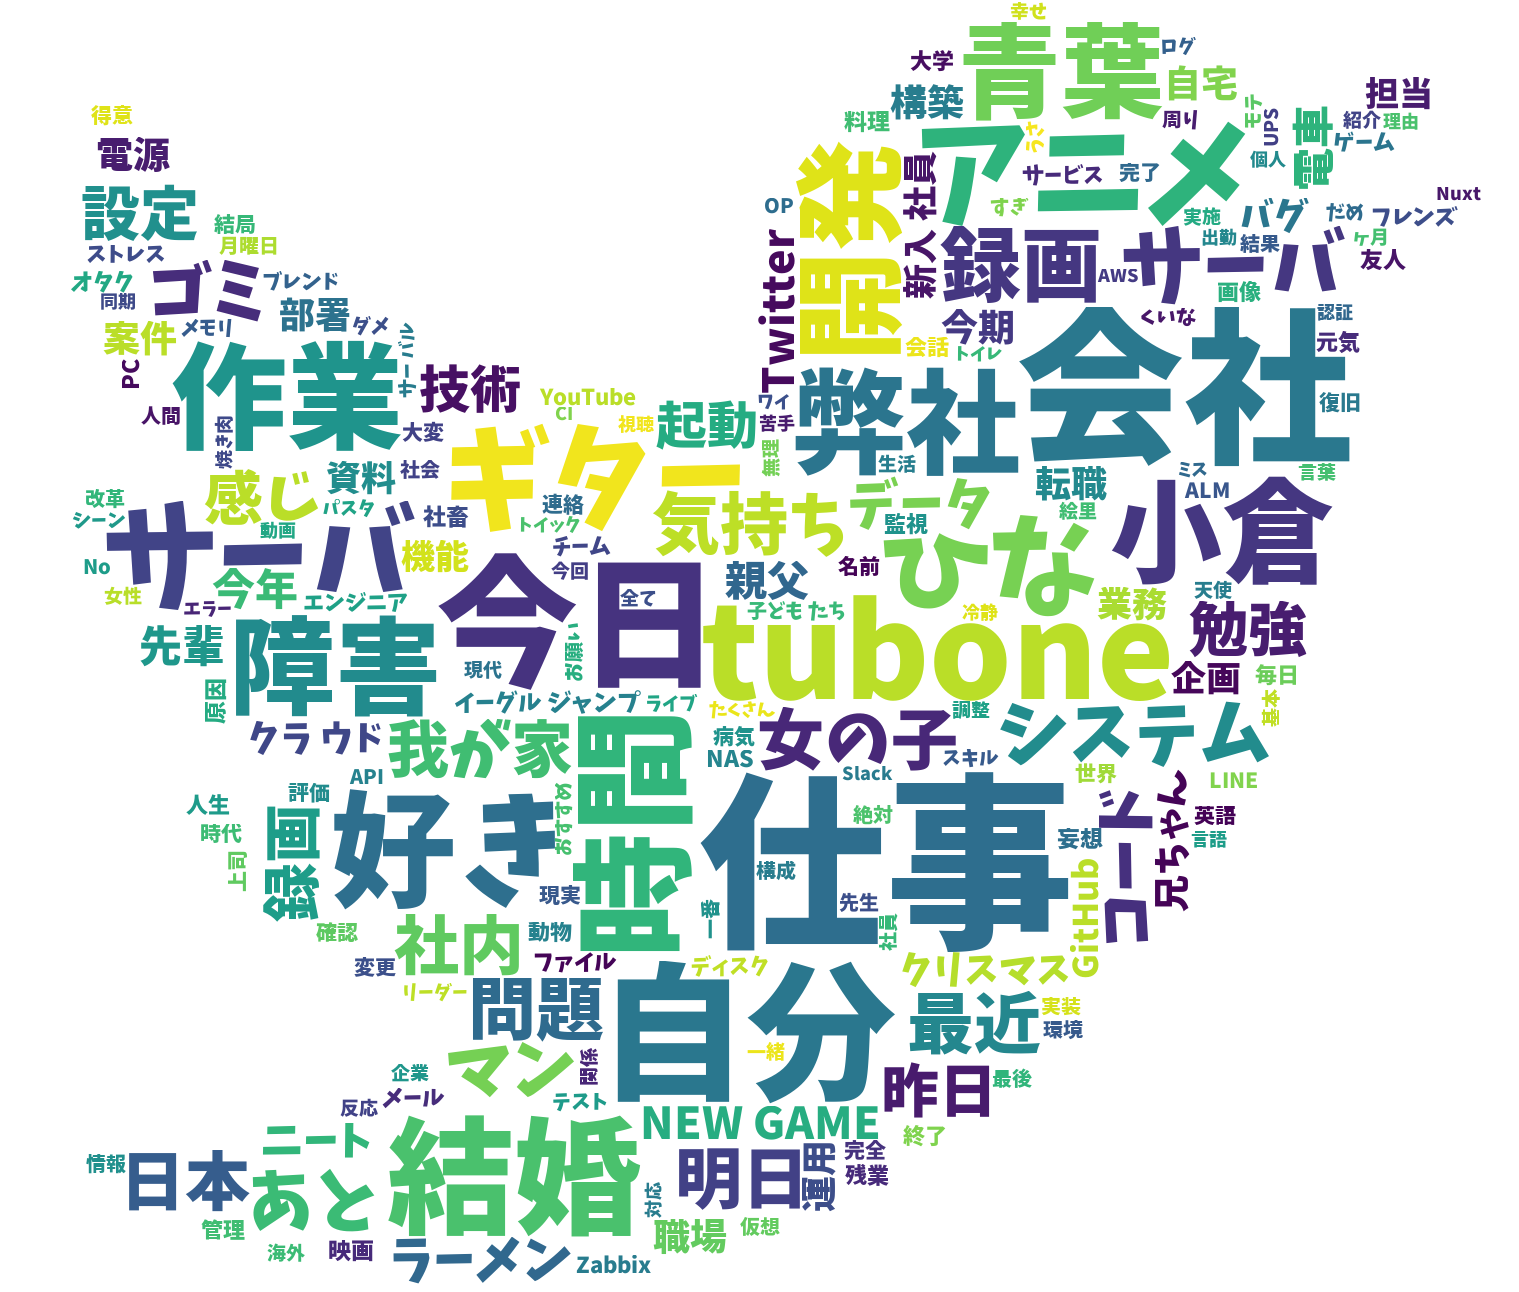 幸せ
青葉
ログ
大学
自宅
担当
構築
料理
モテ
UPS
周り
紹介
理由
得意
電源
アニメ
うさ
電車
ゲーム
個人
開発
社員
サービス
完了
Nuxt
設定
OP
すぎ
実施
バグ
だめ
フレンズ
結局
月曜日
ストレス
Twitter
新入
録画
サーバ
出勤
結果
ヶ月
友人
オタク
ゴミ
ブレンド
AWS
画像
同期
部署
ダメ
今期
くいな
認証
案件
メモリ
サーバル
会話
トイレ
会社
元気
PC
作業
技術
弊社
復旧
人間
YouTube
CI
視聴
起動
ワイ
苦手
焼き肉
大変
ギター
無理
生活
ミス
言葉
資料
社会
転職
ALM
小倉
改革
感じ
パスタ
社畜
連絡
気持ち
データ
絵里
シーン
サーバ
動画
トイック
監視
機能
チーム
ひな
No
今年
今回
親父
名前
天使
女性
エラー
エンジニア
今日
全て
子ども
たち
冷静
業務
勉強
先輩
障害
お願い
tubone
現代
企画
毎日
原因
イーグル
ジャンプ
ライブ
たくさん
調整
基本
クラ
ウド
我が家
時間
病気
女の子
システム
NAS
スキル
API
Slack
世界
LINE
評価
人生
好き
おすすめ
仕事
絶対
コード
兄ちゃん
英語
時代
録画
妄想
言語
上司
構成
GitHub
現実
一番
先生
確認
社内
動物
社員
変更
ファイル
ディスク
クリスマス
リーダー
問題
自分
最近
実装
環境
マン
関係
一緒
昨日
最後
企業
メール
反応
テスト
NEW GAME
終了
ニート
結婚
完全
情報
日本
あと
明日
運用
残業
対応
管理
職場
仮想
海外
映画
ラーメン
Zabbix